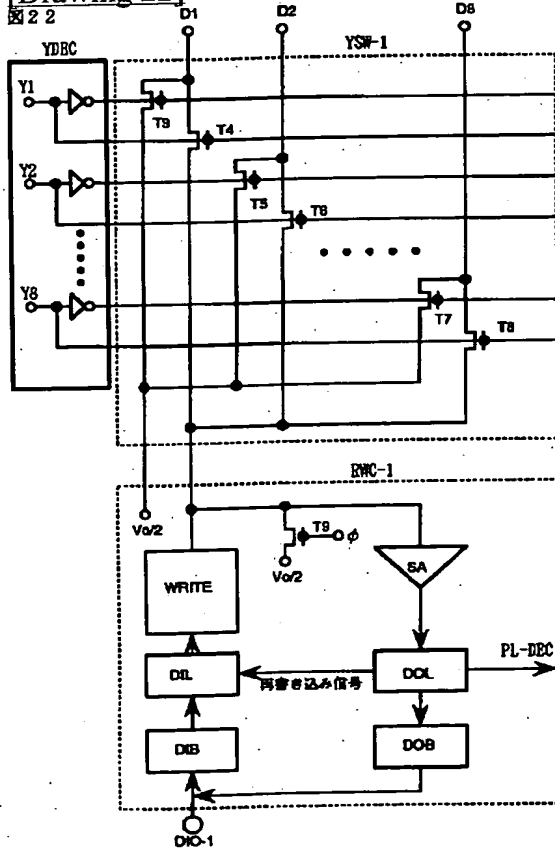 図22
D1
D2
D8
YDEC
YSW-1
Y1
T3
T4
Y2
T5
T6
Y8
T7
T8
RWC-1
Vc/2
T9
φ
Vc/2
SA
WRITE
PL-DEC
DIL
再書き込み信号
DOL
DIB
DOB
DIO-1